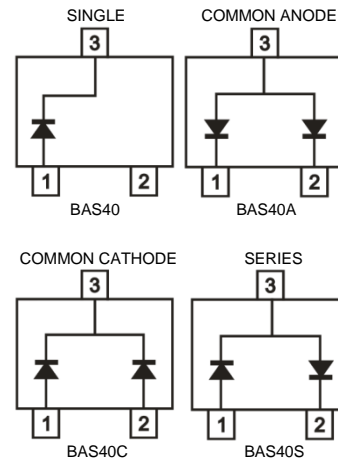 SINGLE
3
1 2
BAS40
COMMON ANODE
3
1 2
BAS40A
COMMON CATHODE
3
1 2
BAS40C
SERIES
3
1 2
BAS40S